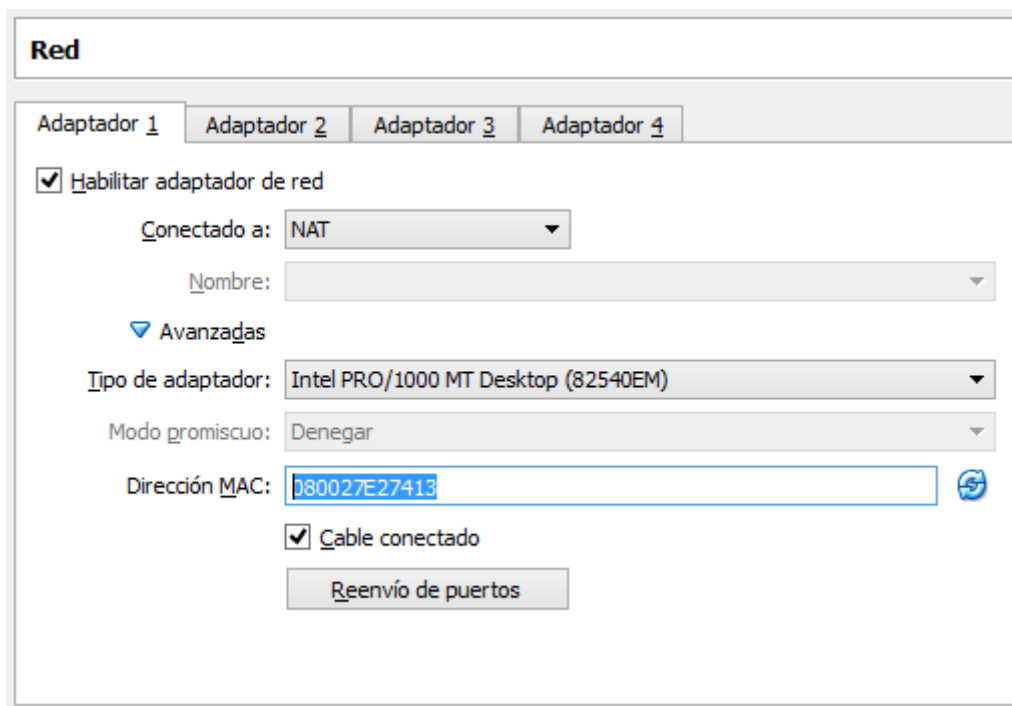 Red
Adaptador 1 Adaptador 2 Adaptador 3 Adaptador 4
Habilitar adaptador de red
Conectado a: NAT
Nombre:
Avanzadas
Tipo de adaptador: Intel PRO/1000 MT Desktop (82540EM)
Modo promiscuo: Denegar
Dirección MAC: 080027E27413
Cable conectado
Reenvío de puertos